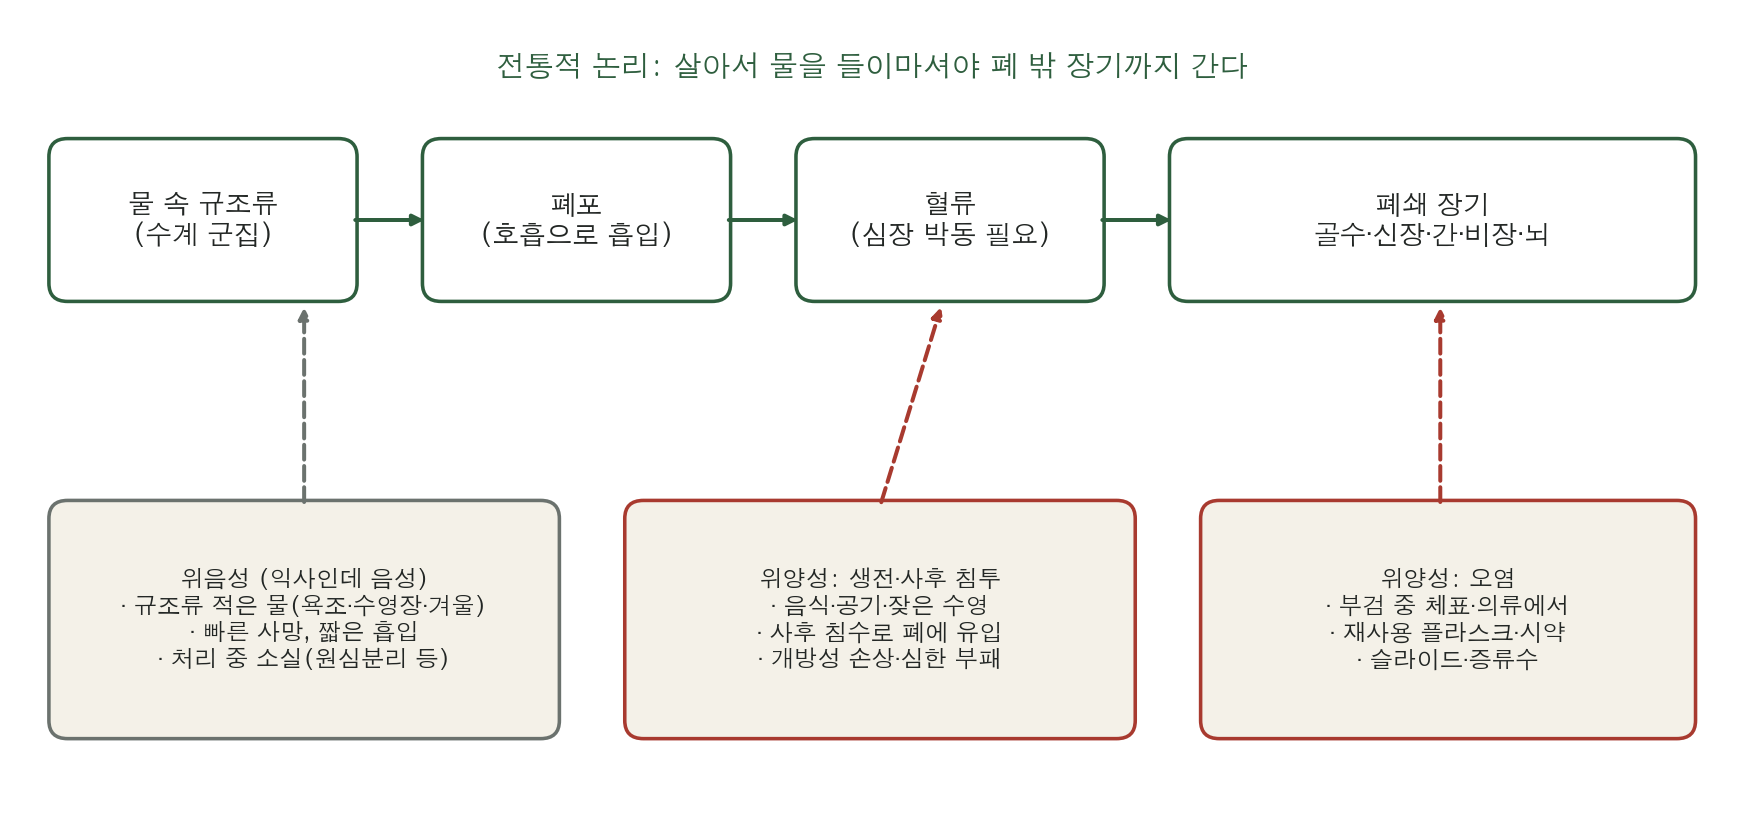 전통적 논리: 살아서 물을 들이마셔야 폐 밖 장기까지 간다
물 속 규조류
(수계 군집)
폐포
(호흡으로 흡입)
혈류
(심장 박동 필요)
폐쇄 장기
골수·신장·간·비장·뇌
위음성 (익사인데 음성)
· 규조류 적은 물(욕조·수영장·겨울)
· 빠른 사망, 짧은 흡입
· 처리 중 소실(원심분리 등)
위양성: 생전·사후 침투
· 음식·공기·잦은 수영
· 사후 침수로 폐에 유입
· 개방성 손상·심한 부패
위양성: 오염
· 부검 중 체표·의류에서
· 재사용 플라스크·시약
· 슬라이드·증류수